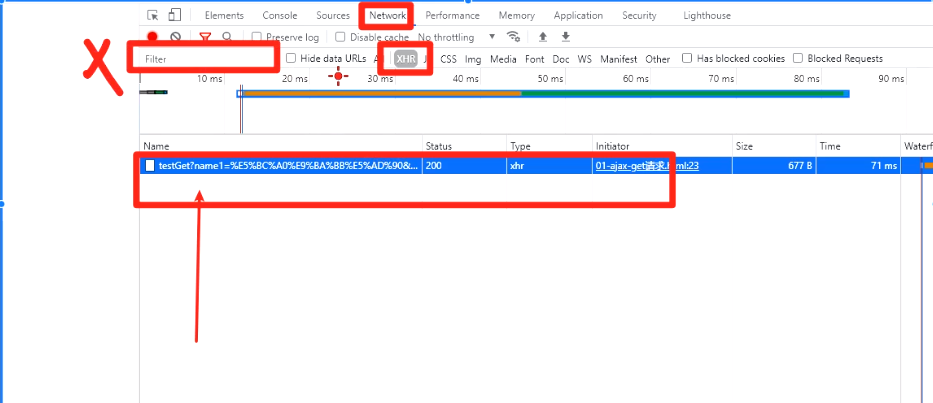 Elements Console Sources Network Performance Memory Application Security Lighthouse
Preserve log Disable cache No throttling
Filter Hide data URLs XHR CSS Img Media Font Doc WS Manifest Other Has blocked cookies Blocked Requests
10 ms 20 ms 30 ms 40 ms 50 ms 60 ms 70 ms 80 ms 90 ms
Name Status Type Initiator Size Time Waterf
testGet?name1=%E5%BC%A0%E9%BA%BB%E5%AD%90&... 200 xhr 01-ajax-get请求.html:23 677 B 71 ms